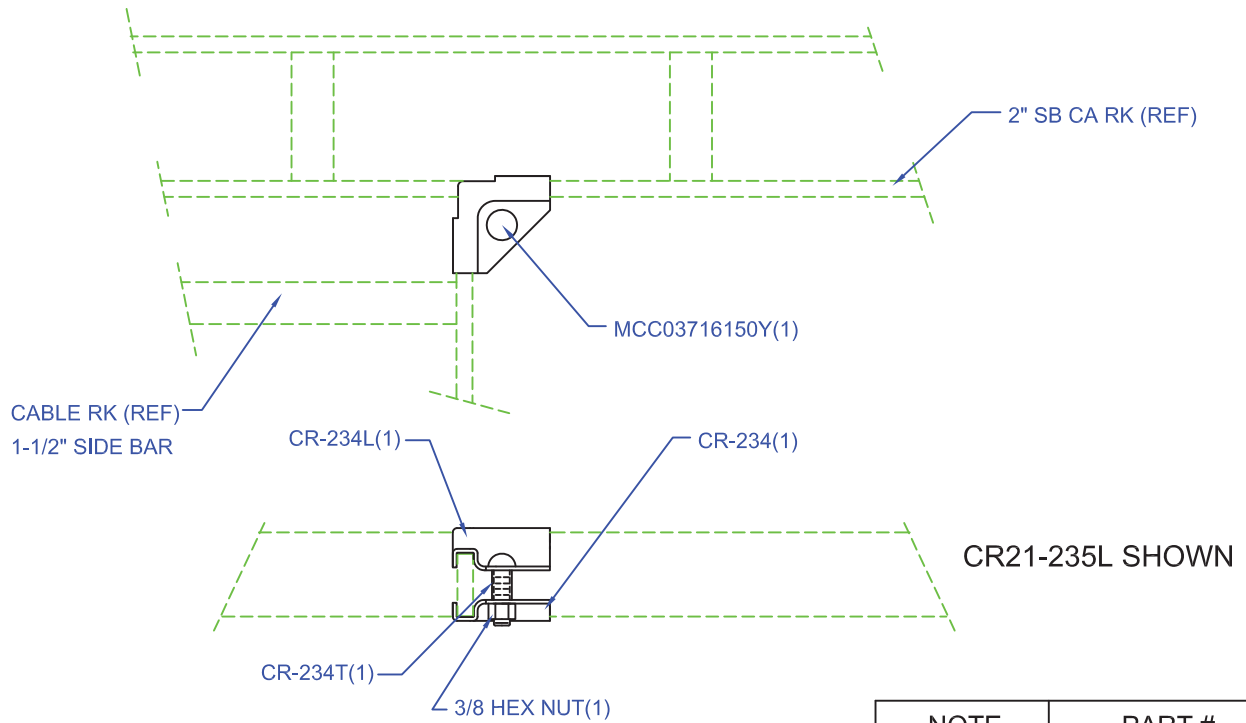 2" SB CA RK (REF)
MCC03716150Y(1)
CABLE RK (REF)
1-1/2" SIDE BAR
CR-234L(1)
CR-234(1)
CR21-235L SHOWN
CR-234T(1)
3/8 HEX NUT(1)
NOTE PART #